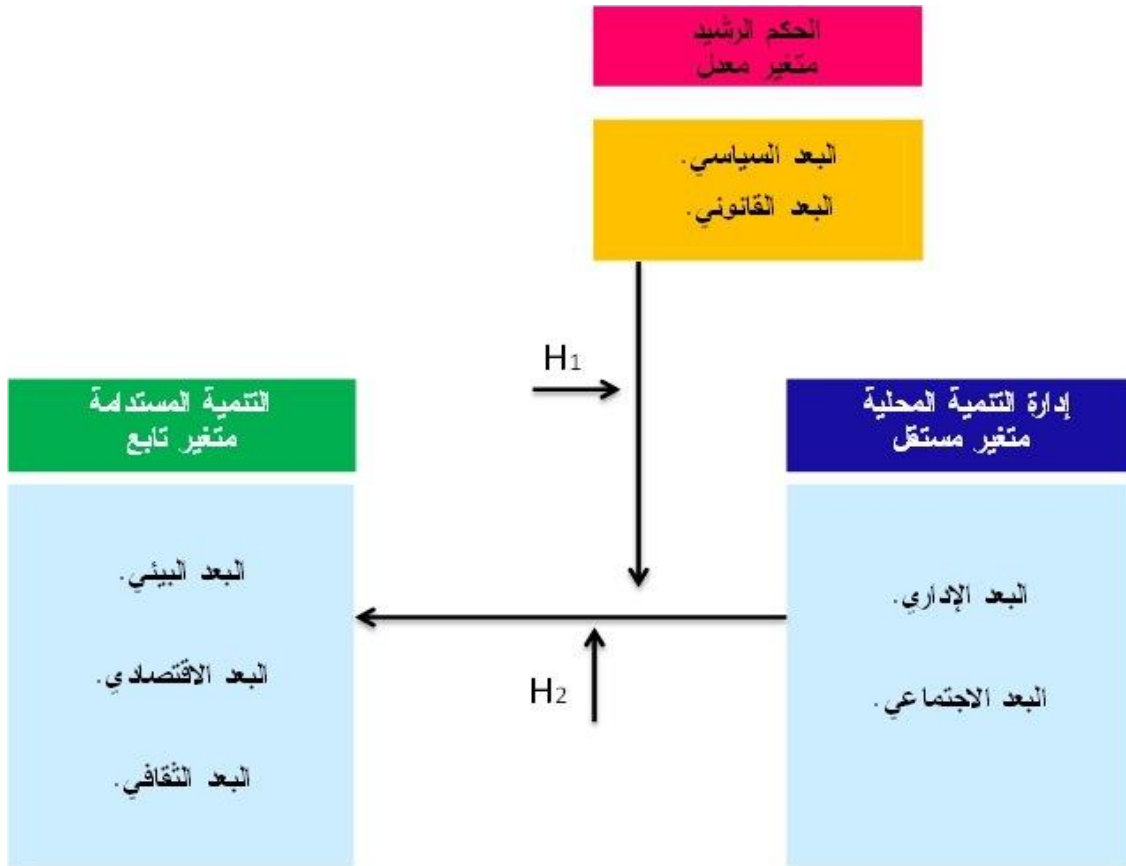 الحكم الرشيد
متغير معدل
البعد السياسي.
البعد القانوني.
H1
إدارة التنمية المحلية
متغير مستقل
البعد الإداري.
البعد الاجتماعي.
التنمية المستدامة
متغير تابع
البعد البيئي.
البعد الاقتصادي.
البعد الثقافي.
H2